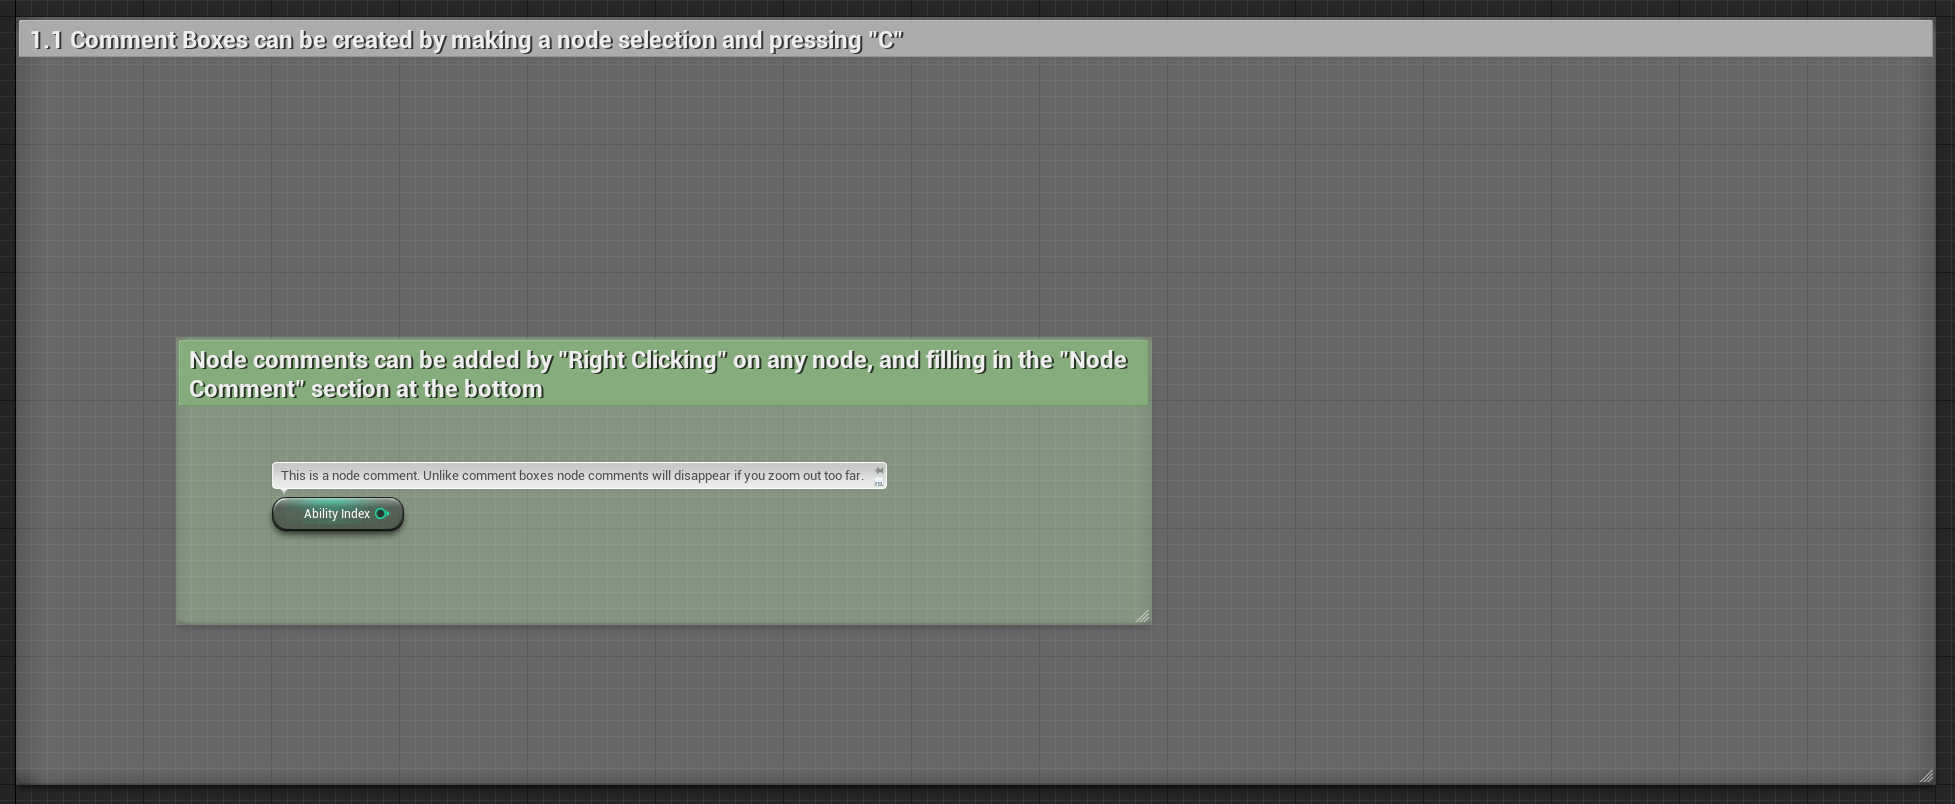 1.1 Comment Boxes can be created by making a node selection and pressing "C"
Node comments can be added by "Right Clicking" on any node, and filling in the "Node
Comment" section at the bottom
This is a node comment. Unlike comment boxes node comments will disappear if you zoom out too far.
Ability Index